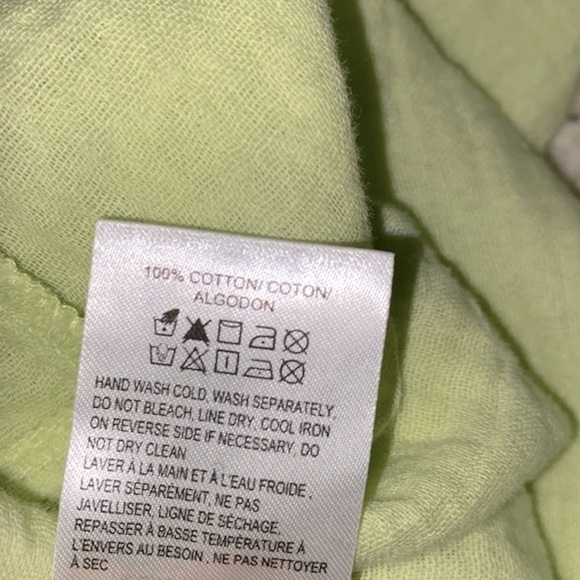 100% COTTON/ COTON/
ALGODON
HAND WASH COLD, WASH SEPARATELY,
DO NOT BLEACH, LINE DRY, COOL IRON
ON REVERSE SIDE IF NECESSARY, DO
NOT DRY CLEAN
LAVER À LA MAIN ET À L'EAU FROIDE ,
LAVER SÉPARÉMENT, NE PAS
JAVELLISER, LIGNE DE SÉCHAGE,
REPASSER À BASSE TEMPÉRATURE À
L'ENVERS AU BESOIN , NE PAS NETTOYER
À SEC